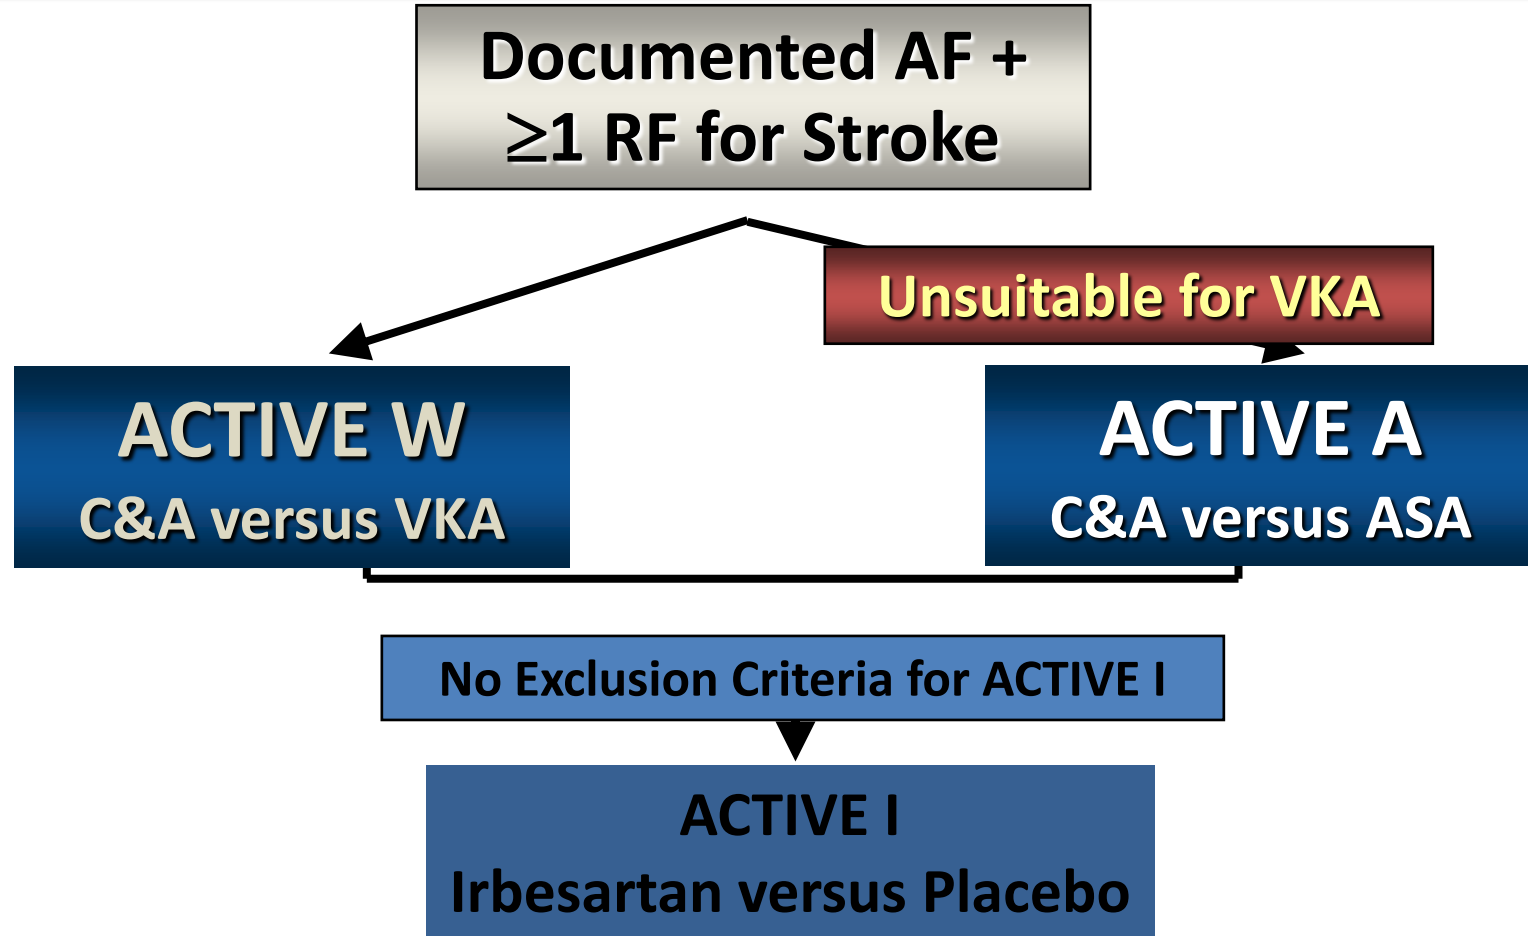 Documented AF +
≥1 RF for Stroke
Unsuitable for VKA
ACTIVE W
C&A versus VKA
ACTIVE A
C&A versus ASA
No Exclusion Criteria for ACTIVE I
ACTIVE I
Irbesartan versus Placebo